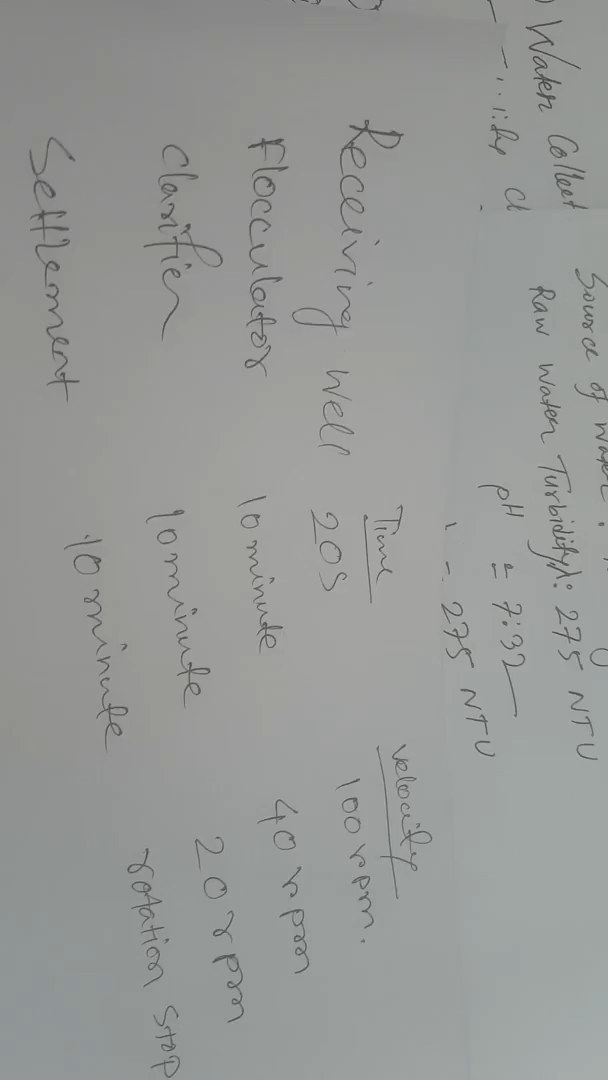 Water Collect
Source of Water:
Raw Water Turbidity: 275 NTU
pH = 7:32
= 275 NTU
Time Velocity
Receiving Well 20s 100 rpm.
Flocculator 10 minute 40 rpm
Clarifier 10 minute 20 rpm
Settlement 10 minute rotation stop